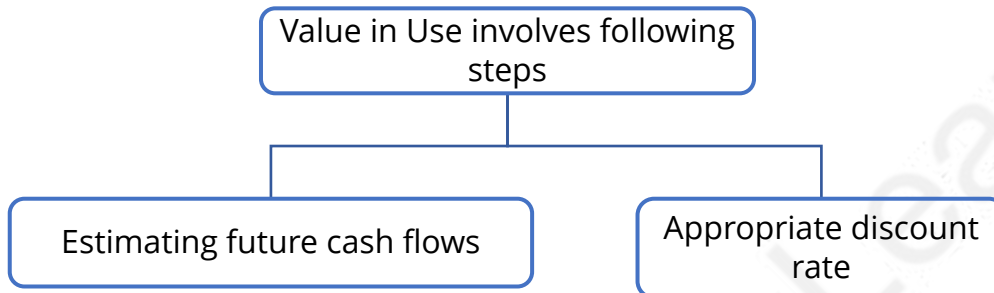 Value in Use involves following
steps
Estimating future cash flows
Appropriate discount
rate